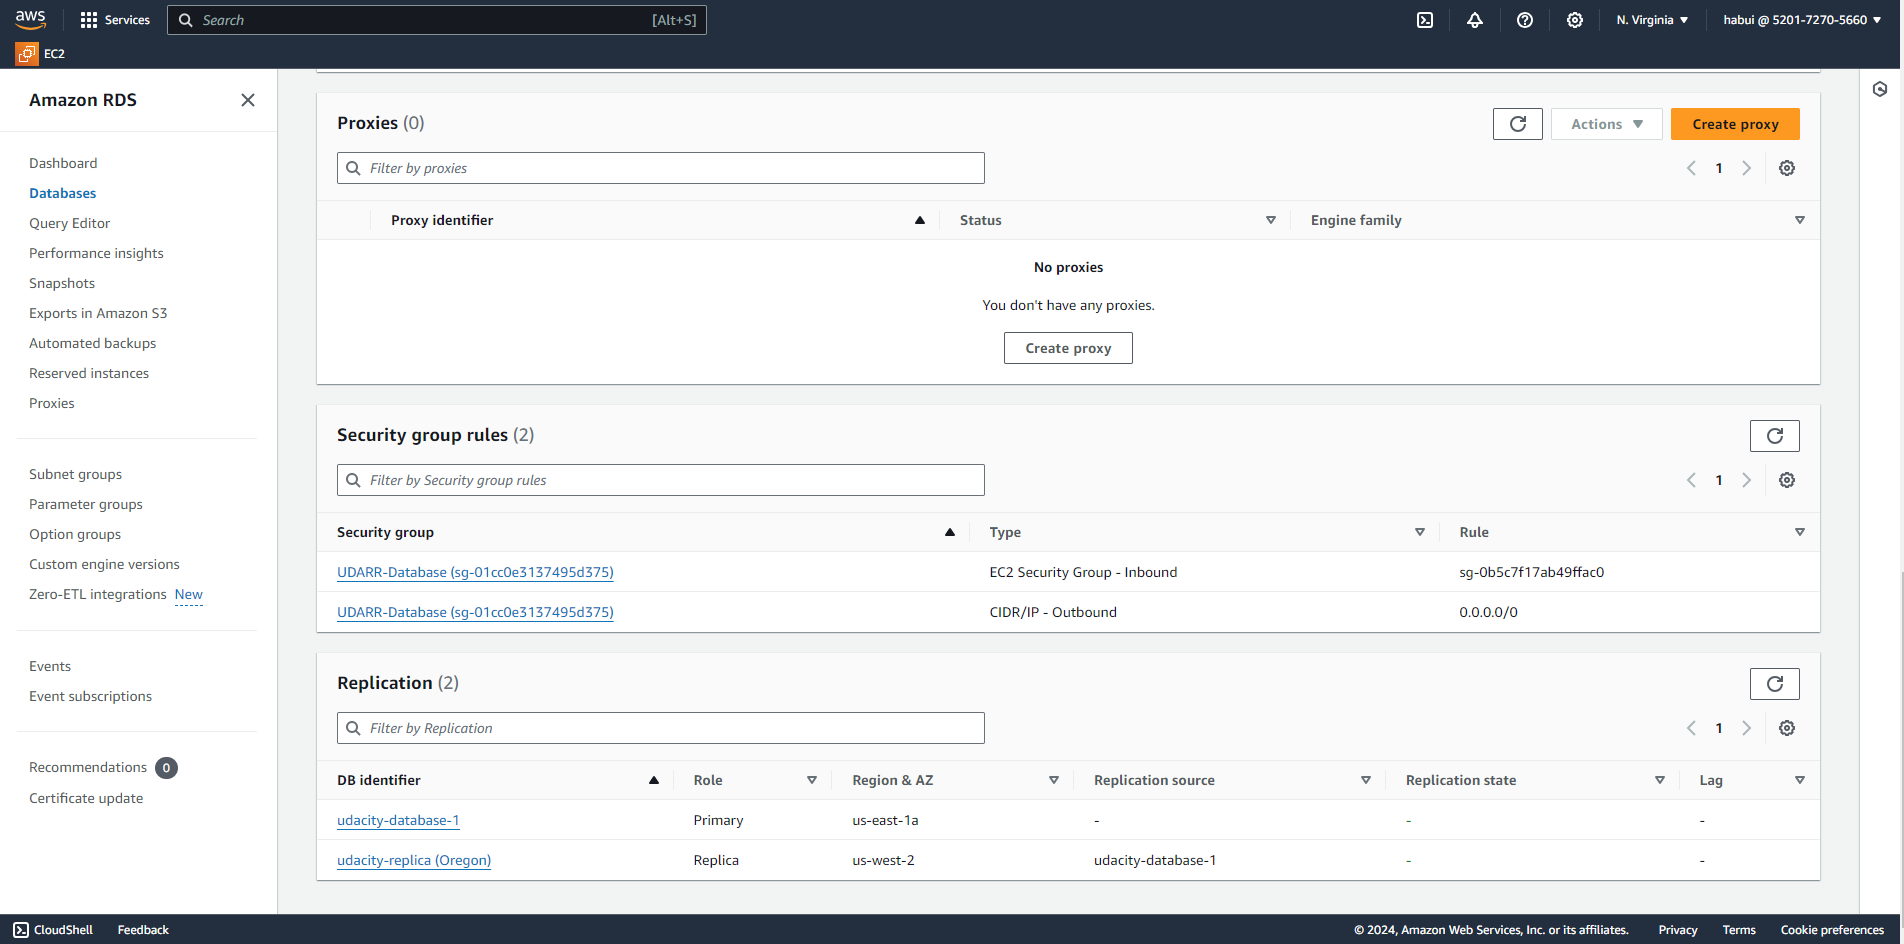 aws
Services
Search
[Alt+S]
N. Virginia
habui @ 5201-7270-5660
EC2
Amazon RDS
Dashboard
Databases
Query Editor
Performance insights
Snapshots
Exports in Amazon S3
Automated backups
Reserved instances
Proxies
Subnet groups
Parameter groups
Option groups
Custom engine versions
Zero-ETL integrations New
Events
Event subscriptions
Recommendations 0
Certificate update
Proxies (0)
Actions
Create proxy
Filter by proxies
1
Proxy identifier Status Engine family
No proxies
You don't have any proxies.
Create proxy
Security group rules (2)
Filter by Security group rules
1
Security group Type Rule
UDARR-Database (sg-01cc0e3137495d375) EC2 Security Group - Inbound sg-0b5c7f17ab49ffac0
UDARR-Database (sg-01cc0e3137495d375) CIDR/IP - Outbound 0.0.0.0/0
Replication (2)
Filter by Replication
1
DB identifier Role Region & AZ Replication source Replication state Lag
udacity-database-1 Primary us-east-1a - - -
udacity-replica (Oregon) Replica us-west-2 udacity-database-1 - -
CloudShell Feedback © 2024, Amazon Web Services, Inc. or its affiliates. Privacy Terms Cookie preferences